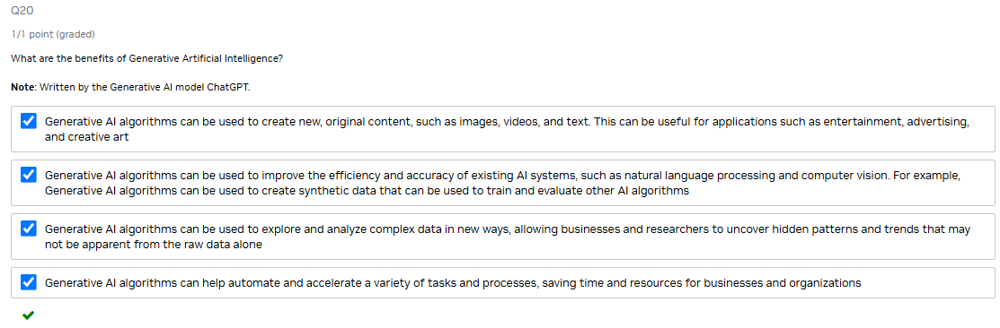 Q20
1/1 point (graded)
What are the benefits of Generative Artificial Intelligence?
Note: Written by the Generative AI model ChatGPT.
Generative AI algorithms can be used to create new, original content, such as images, videos, and text. This can be useful for applications such as entertainment, advertising,
and creative art
Generative AI algorithms can be used to improve the efficiency and accuracy of existing AI systems, such as natural language processing and computer vision. For example,
Generative AI algorithms can be used to create synthetic data that can be used to train and evaluate other AI algorithms
Generative AI algorithms can be used to explore and analyze complex data in new ways, allowing businesses and researchers to uncover hidden patterns and trends that may
not be apparent from the raw data alone
Generative AI algorithms can help automate and accelerate a variety of tasks and processes, saving time and resources for businesses and organizations